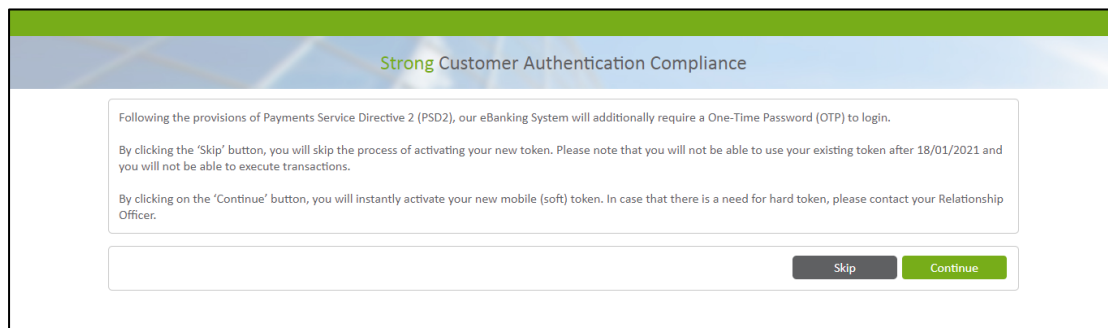 Strong Customer Authentication Compliance
Following the provisions of Payments Service Directive 2 (PSD2), our eBanking System will additionally require a One-Time Password (OTP) to login.
By clicking the ‘Skip’ button, you will skip the process of activating your new token. Please note that you will not be able to use your existing token after 18/01/2021 and
you will not be able to execute transactions.
By clicking on the ‘Continue’ button, you will instantly activate your new mobile (soft) token. In case that there is a need for hard token, please contact your Relationship
Officer.
Skip
Continue